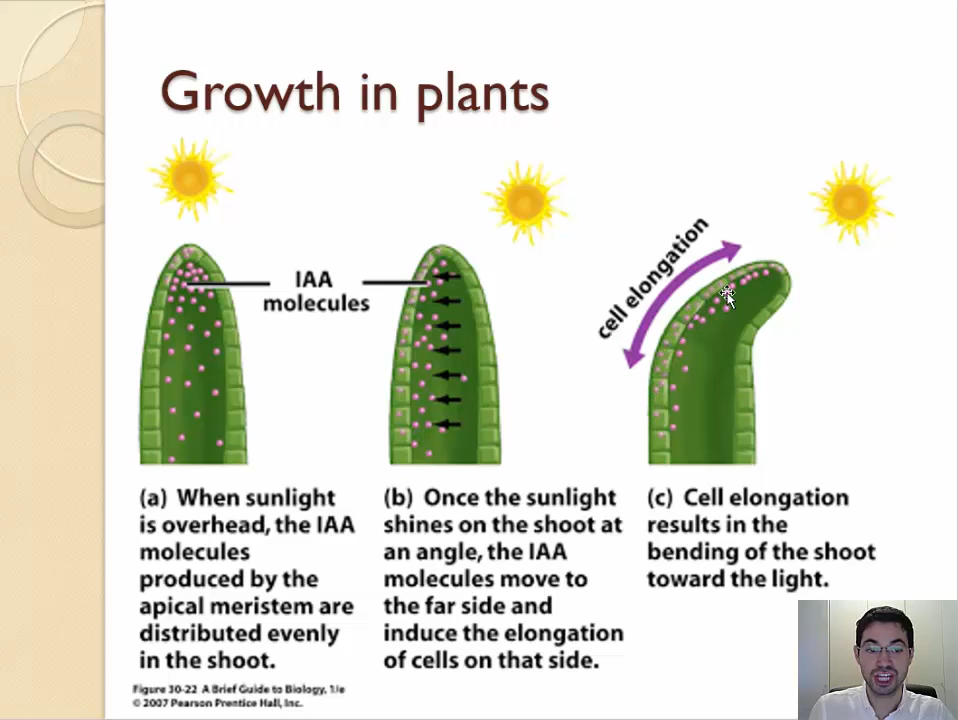 Growth in plants
IAA
molecules
cell elongation
(a) When sunlight
is overhead, the IAA
molecules
produced by the
apical meristem are
distributed evenly
in the shoot.
(b) Once the sunlight
shines on the shoot at
an angle, the IAA
molecules move to
the far side and
induce the elongation
of cells on that side.
(c) Cell elongation
results in the
bending of the shoot
toward the light.
Figure 30-22 A Brief Guide to Biology, 1/e
© 2007 Pearson Prentice Hall, Inc.